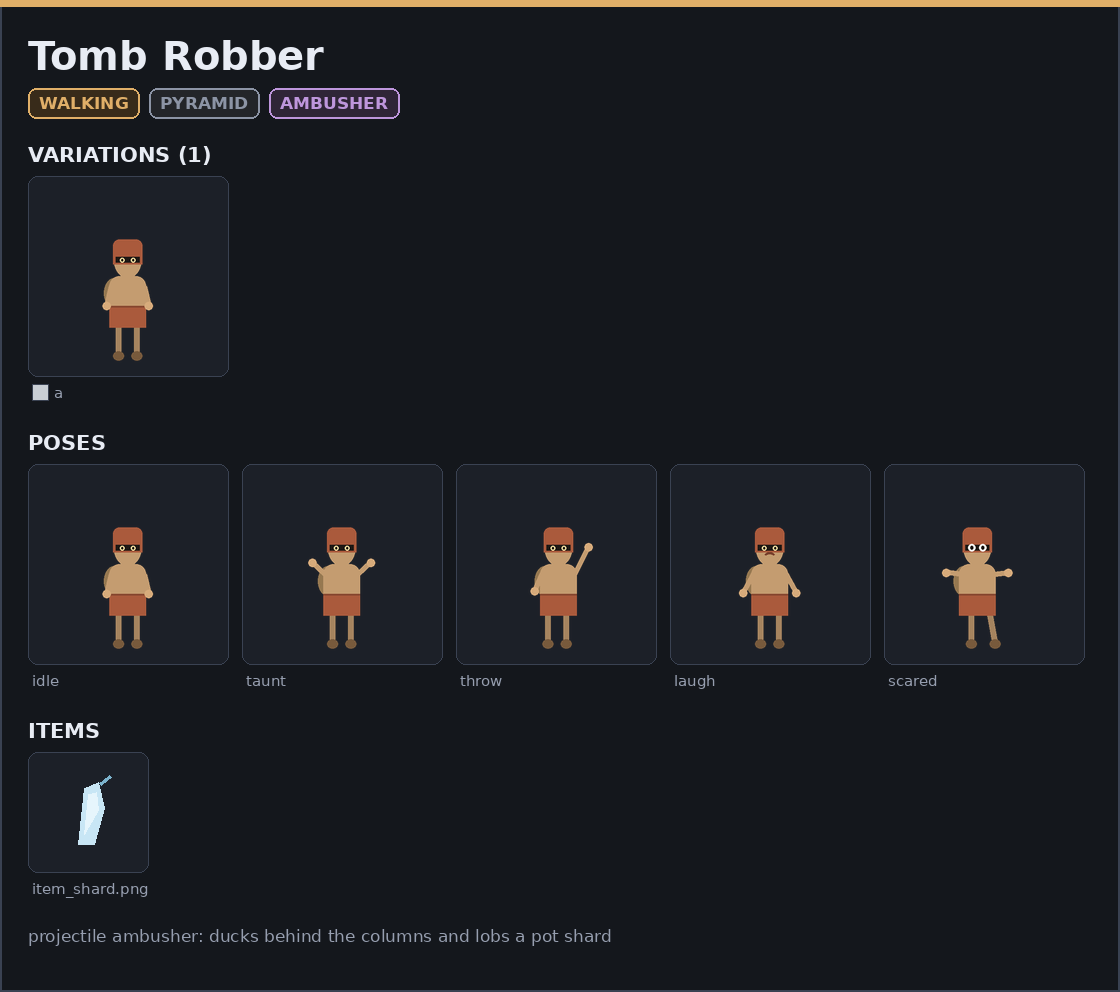 Tomb Robber
WALKING PYRAMID AMBUSHER
VARIATIONS (1)
a
POSES
idle taunt throw laugh scared
ITEMS
item_shard.png
projectile ambusher: ducks behind the columns and lobs a pot shard